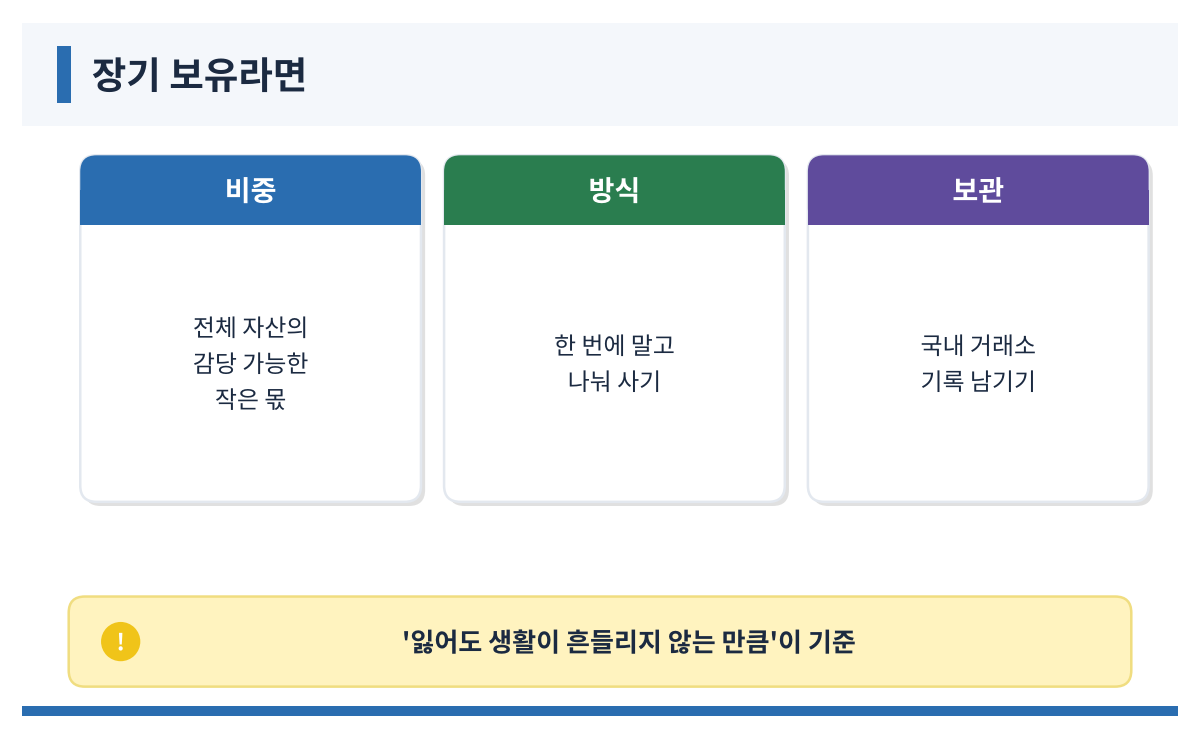 장기 보유라면
비중
전체 자산의
감당 가능한
작은 몫
방식
한 번에 말고
나눠 사기
보관
국내 거래소
기록 남기기
!
'잃어도 생활이 흔들리지 않는 만큼'이 기준